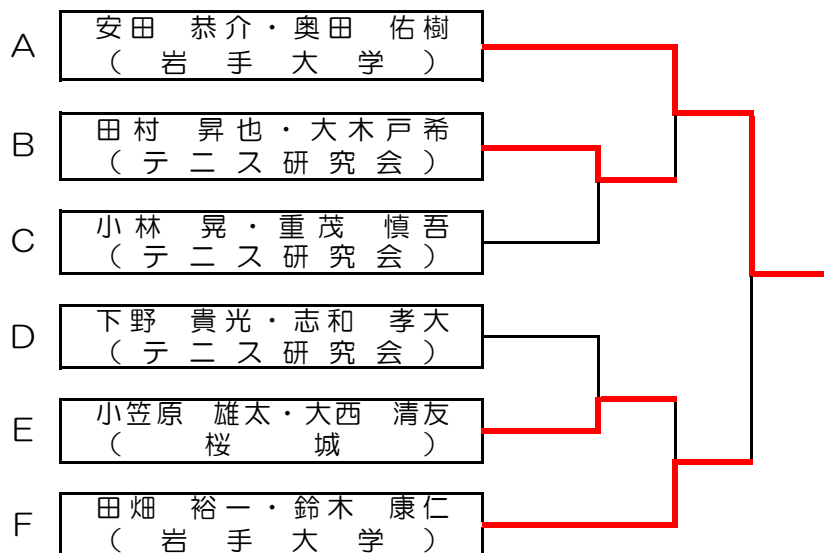 A
安田 恭介・奥田 佑樹
(岩手大学)
B
田村 昇也・大木戸希
(テニス研究会)
C
小林 晃・重茂 慎吾
(テニス研究会)
D
下野 貴光・志和 孝大
(テニス研究会)
E
小笠原 雄太・大西 清友
(桜城)
F
田畑 裕一・鈴木 康仁
(岩手大学)